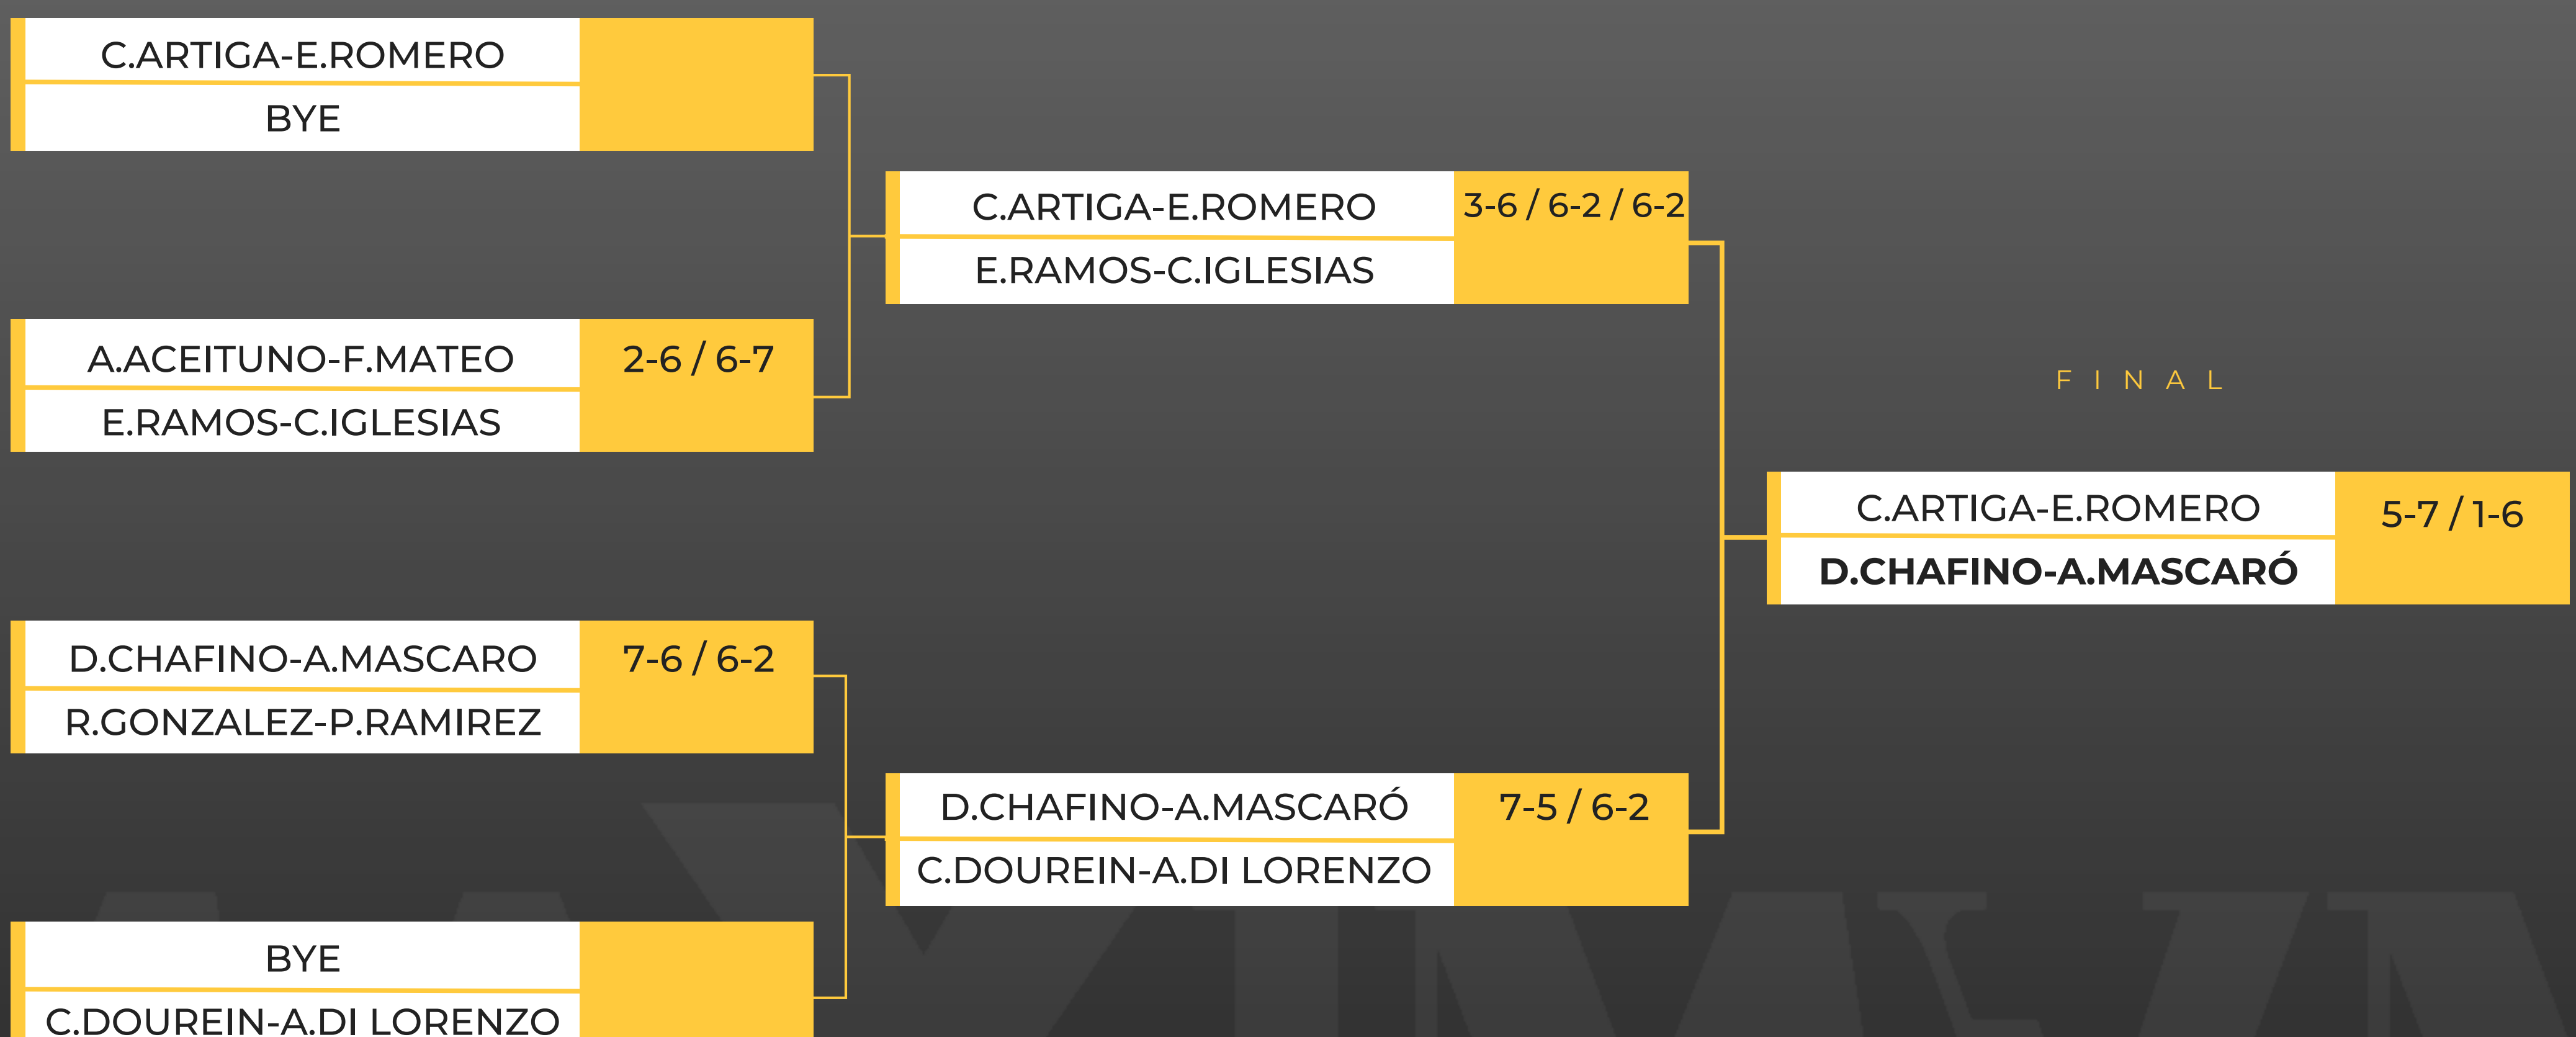 C.ARTIGA-E.ROMERO
BYE
A.ACEITUNO-F.MATEO 2-6 / 6-7
E.RAMOS-C.IGLESIAS
D.CHAFINO-A.MASCARO 7-6 / 6-2
R.GONZALEZ-P.RAMIREZ
BYE
C.DOUREIN-A.DI LORENZO
C.ARTIGA-E.ROMERO 3-6 / 6-2 / 6-2
E.RAMOS-C.IGLESIAS
D.CHAFINO-A.MASCARÓ 7-5 / 6-2
C.DOUREIN-A.DI LORENZO
FINAL
C.ARTIGA-E.ROMERO 5-7 / 1-6
D.CHAFINO-A.MASCARÓ